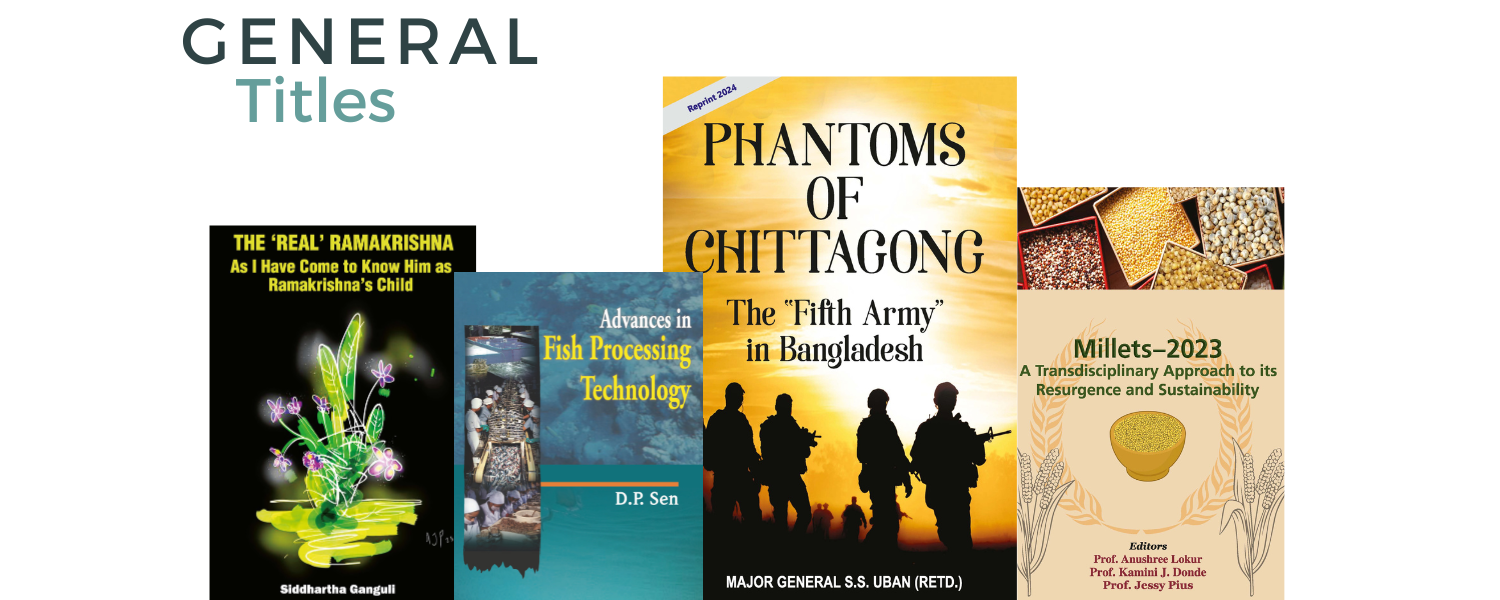 GENERAL
Titles
THE ‘REAL’ RAMAKRISHNA
As I Have Come to Know Him as
Ramakrishna's Child
Siddhartha Ganguli
Advances in
Fish Processing
Technology
D.P. Sen
Reprint 2024
PHANTOMS
OF
CHITTAGONG
The “Fifth Army”
in Bangladesh
MAJOR GENERAL S.S. UBAN (RETD.)
Millets–2023
A Transdisciplinary Approach to its
Resurgence and Sustainability
Editors
Prof. Anushree Lokur
Prof. Kamini J. Donde
Prof. Jessy Pius